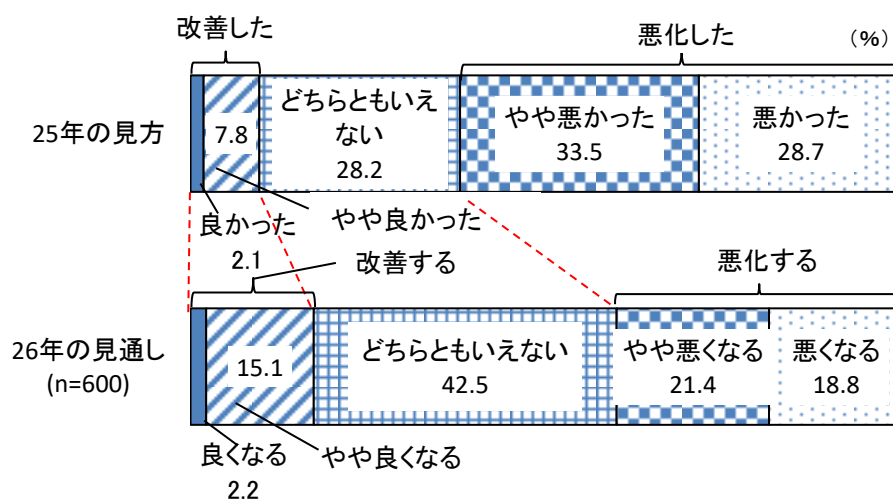 改善した
悪化した
（%）
25年の見方
7.8
どちらともいえ
ない
28.2
やや悪かった
33.5
悪かった
28.7
良かった
2.1
やや良かった
改善する
悪化する
26年の見通し
(n=600)
15.1
どちらともいえない
42.5
やや悪くなる
21.4
悪くなる
18.8
良くなる
2.2
やや良くなる